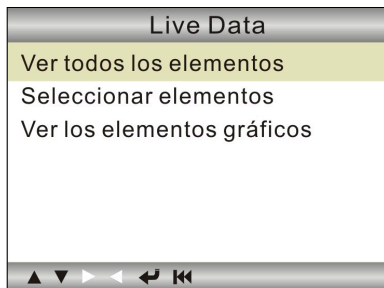 Live Data
Ver todos los elementos
Seleccionar elementos
Ver los elementos gráficos